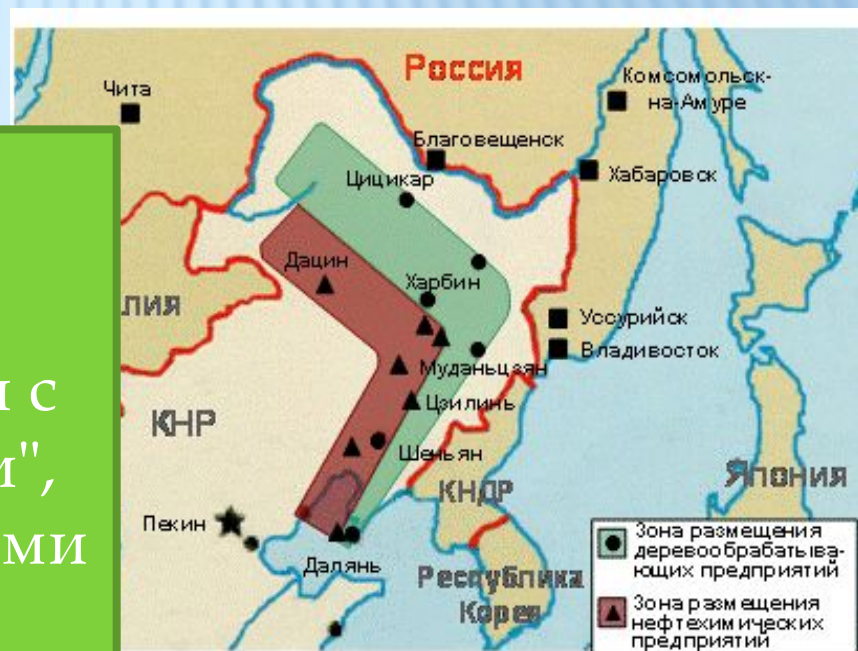 Россия
Комсомольск-
на-Амуре
Чита
Благовещенск
Хабаровск
Цицикар
Дацин
Харбин
ЛИЯ
Уссурийск
Владивосток
Муданьцзян
Цзилинь
с
КНР
и",
Шеньян
КНДР
Япония
Пекин
ми
Далянь
Республика
Корея
Зона размещения
деревообрабатыва-
ющих предприятий
Зона размещения
нефтехимических
предприятий